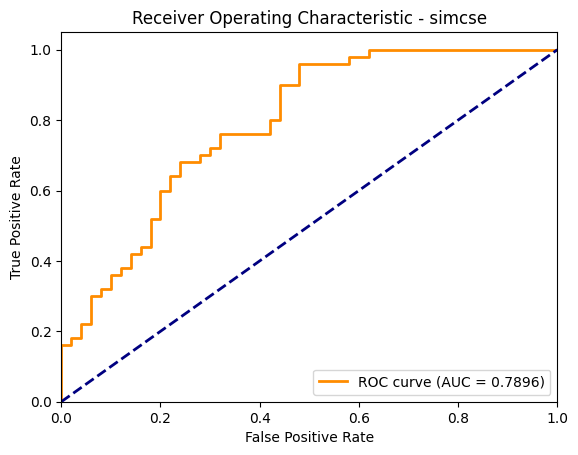 Receiver Operating Characteristic - simcse
True Positive Rate
1.0
0.8
0.6
0.4
0.2
0.0
ROC curve (AUC = 0.7896)
0.0 0.2 0.4 0.6 0.8 1.0
False Positive Rate